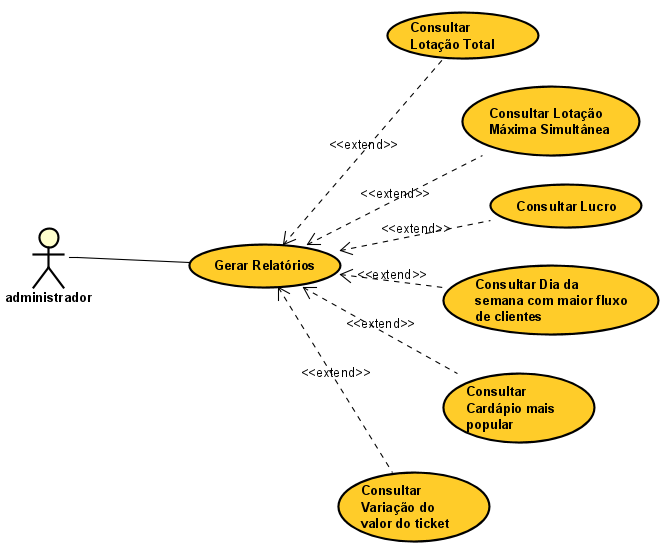 Consultar
Lotação Total
Consultar Lotação
Máxima Simultânea
<<extend>>
<<extend>>
Consultar Lucro
<<extend>>
Gerar Relatórios
<<extend>>
Consultar Dia da
semana com maior fluxo
de clientes
administrador
<<extend>>
<<extend>>
Consultar
Cardápio mais
popular
Consultar
Variação do
valor do ticket